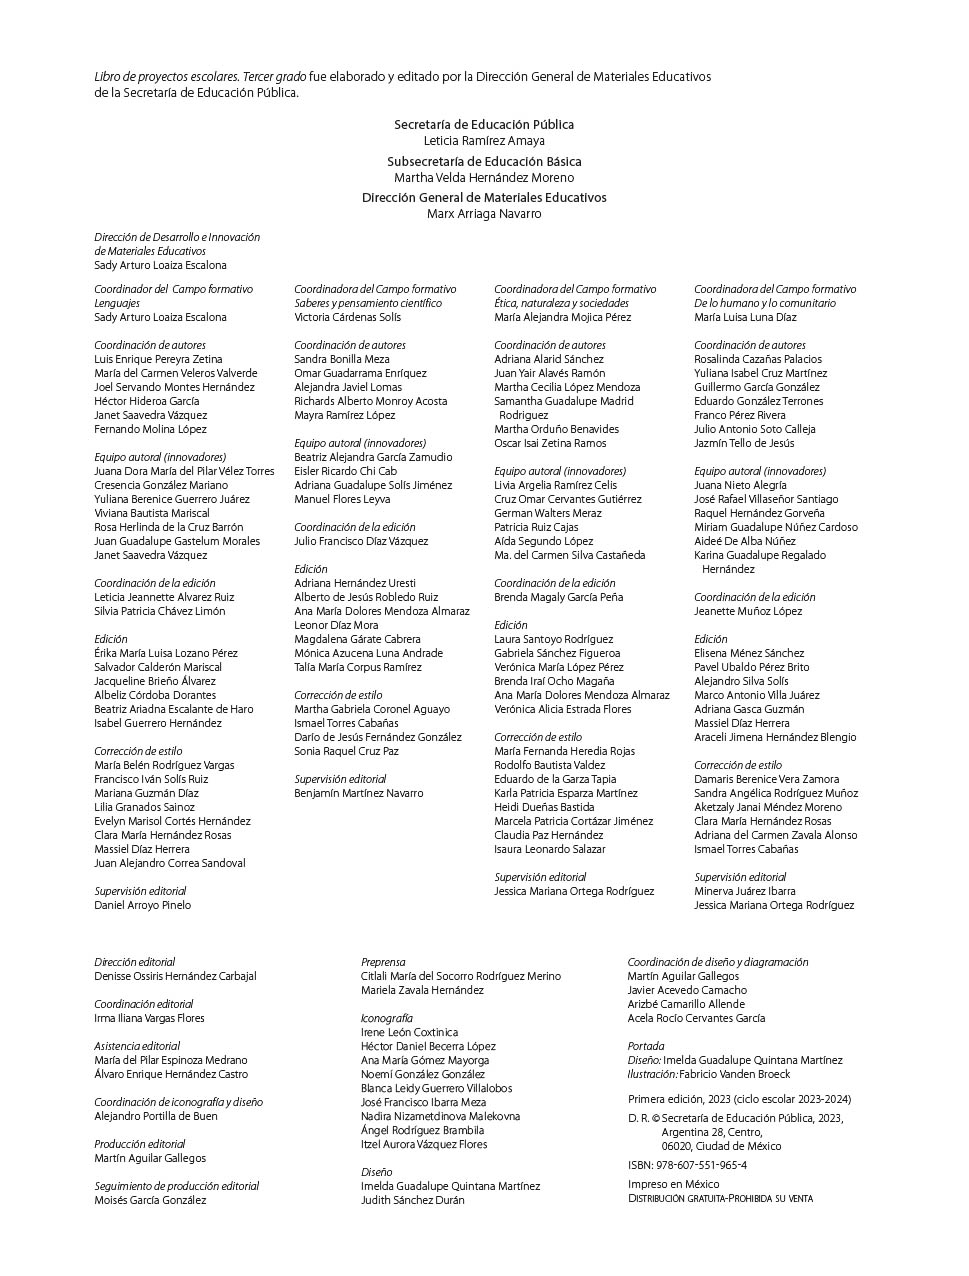 Libro de proyectos escolares. Tercer grado fue elaborado y editado por la Dirección General de Materiales Educativos
de la Secretaría de Educación Pública.
Secretaría de Educación Pública
Leticia Ramírez Amaya
Subsecretaría de Educación Básica
Martha Velda Hernández Moreno
Dirección General de Materiales Educativos
Marx Arriaga Navarro
Dirección de Desarrollo e Innovación
de Materiales Educativos
Sady Arturo Loaiza Escalona
Coordinador del Campo formativo
Lenguajes
Sady Arturo Loaiza Escalona
Coordinación de autores
Luis Enrique Pereyra Zetina
María del Carmen Veleros Valverde
Joel Servando Montes Hernández
Héctor Hideroa García
Janet Saavedra Vázquez
Fernando Molina López
Equipo autoral (innovadores)
Juana Dora María del Pilar Vélez Torres
Cresencia González Mariano
Yuliana Berenice Guerrero Juárez
Viviana Bautista Mariscal
Rosa Herlinda de la Cruz Barrón
Juan Guadalupe Gastelum Morales
Janet Saavedra Vázquez
Coordinación de la edición
Leticia Jeannette Alvarez Ruiz
Silvia Patricia Chávez Limón
Edición
Érika María Luisa Lozano Pérez
Salvador Calderón Mariscal
Jacqueline Brieño Álvarez
Albeliz Córdoba Dorantes
Beatriz Ariadna Escalante de Haro
Isabel Guerrero Hernández
Corrección de estilo
María Belén Rodríguez Vargas
Francisco Iván Solís Ruiz
Mariana Guzmán Díaz
Lilia Granados Sainoz
Evelyn Marisol Cortés Hernández
Clara María Hernández Rosas
Massiel Díaz Herrera
Juan Alejandro Correa Sandoval
Supervisión editorial
Daniel Arroyo Pinelo
Coordinadora del Campo formativo
Saberes y pensamiento científico
Victoria Cárdenas Solís
Coordinación de autores
Sandra Bonilla Meza
Omar Guadarrama Enríquez
Alejandra Javiel Lomas
Richards Alberto Monroy Acosta
Mayra Ramírez López
Equipo autoral (innovadores)
Beatriz Alejandra García Zamudio
Eisler Ricardo Chi Cab
Adriana Guadalupe Solís Jiménez
Manuel Flores Leyva
Coordinación de la edición
Julio Francisco Díaz Vázquez
Edición
Adriana Hernández Uresti
Alberto de Jesús Robledo Ruiz
Ana María Dolores Mendoza Almaraz
Leonor Díaz Mora
Magdalena Gárate Cabrera
Mónica Azucena Luna Andrade
Talía María Corpus Ramírez
Corrección de estilo
Martha Gabriela Coronel Aguayo
Ismael Torres Cabañas
Darío de Jesús Fernández González
Sonia Raquel Cruz Paz
Supervisión editorial
Benjamín Martínez Navarro
Coordinadora del Campo formativo
Ética, naturaleza y sociedades
María Alejandra Mojica Pérez
Coordinación de autores
Adriana Alarid Sánchez
Juan Yair Alavés Ramón
Martha Cecilia López Mendoza
Samantha Guadalupe Madrid
Rodriguez
Martha Orduño Benavides
Oscar Isai Zetina Ramos
Equipo autoral (innovadores)
Livia Argelia Ramírez Celis
Cruz Omar Cervantes Gutiérrez
German Walters Meraz
Patricia Ruiz Cajas
Aída Segundo López
Ma. del Carmen Silva Castañeda
Coordinación de la edición
Brenda Magaly García Peña
Edición
Laura Santoyo Rodríguez
Gabriela Sánchez Figueroa
Verónica María López Pérez
Brenda Iraí Ocho Magaña
Ana María Dolores Mendoza Almaraz
Verónica Alicia Estrada Flores
Corrección de estilo
María Fernanda Heredia Rojas
Rodolfo Bautista Valdez
Eduardo de la Garza Tapia
Karla Patricia Esparza Martínez
Heidi Dueñas Bastida
Marcela Patricia Cortázar Jiménez
Claudia Paz Hernández
Isaura Leonardo Salazar
Supervisión editorial
Jessica Mariana Ortega Rodríguez
Coordinadora del Campo formativo
De lo humano y lo comunitario
María Luisa Luna Díaz
Coordinación de autores
Rosalinda Cazañas Palacios
Yuliana Isabel Cruz Martínez
Guillermo García González
Eduardo González Terrones
Franco Pérez Rivera
Julio Antonio Soto Calleja
Jazmín Tello de Jesús
Equipo autoral (innovadores)
Juana Nieto Alegría
José Rafael Villaseñor Santiago
Raquel Hernández Gorveña
Miriam Guadalupe Núñez Cardoso
Aideé De Alba Núñez
Karina Guadalupe Regalado
Hernández
Coordinación de la edición
Jeanette Muñoz López
Edición
Elisena Ménez Sánchez
Pavel Ubaldo Pérez Brito
Alejandro Silva Solís
Marco Antonio Villa Juárez
Adriana Gasca Guzmán
Massiel Díaz Herrera
Araceli Jimena Hernández Blengio
Corrección de estilo
Damaris Berenice Vera Zamora
Sandra Angélica Rodríguez Muñoz
Aketzaly Janai Méndez Moreno
Clara María Hernández Rosas
Adriana del Carmen Zavala Alonso
Ismael Torres Cabañas
Supervisión editorial
Minerva Juárez Ibarra
Jessica Mariana Ortega Rodríguez
Dirección editorial
Denisse Ossiris Hernández Carbajal
Coordinación editorial
Irma Iliana Vargas Flores
Asistencia editorial
María del Pilar Espinoza Medrano
Álvaro Enrique Hernández Castro
Coordinación de iconografía y diseño
Alejandro Portilla de Buen
Producción editorial
Martín Aguilar Gallegos
Seguimiento de producción editorial
Moisés García González
Preprensa
Citlali María del Socorro Rodríguez Merino
Mariela Zavala Hernández
Iconografía
Irene León Coxtinica
Héctor Daniel Becerra López
Ana María Gómez Mayorga
Noemí González González
Blanca Leidy Guerrero Villalobos
José Francisco Ibarra Meza
Nadira Nizametdinova Malekovna
Ángel Rodríguez Brambila
Itzel Aurora Vázquez Flores
Diseño
Imelda Guadalupe Quintana Martínez
Judith Sánchez Durán
Coordinación de diseño y diagramación
Martín Aguilar Gallegos
Javier Acevedo Camacho
Arizbé Camarillo Allende
Acela Rocío Cervantes García
Portada
Diseño: Imelda Guadalupe Quintana Martínez
Ilustración: Fabricio Vanden Broeck
Primera edición, 2023 (ciclo escolar 2023-2024)
D. R. © Secretaría de Educación Pública, 2023,
Argentina 28, Centro,
06020, Ciudad de México
ISBN: 978-607-551-965-4
Impreso en México
DISTRIBUCIÓN GRATUITA-PROHIBIDA SU VENTA